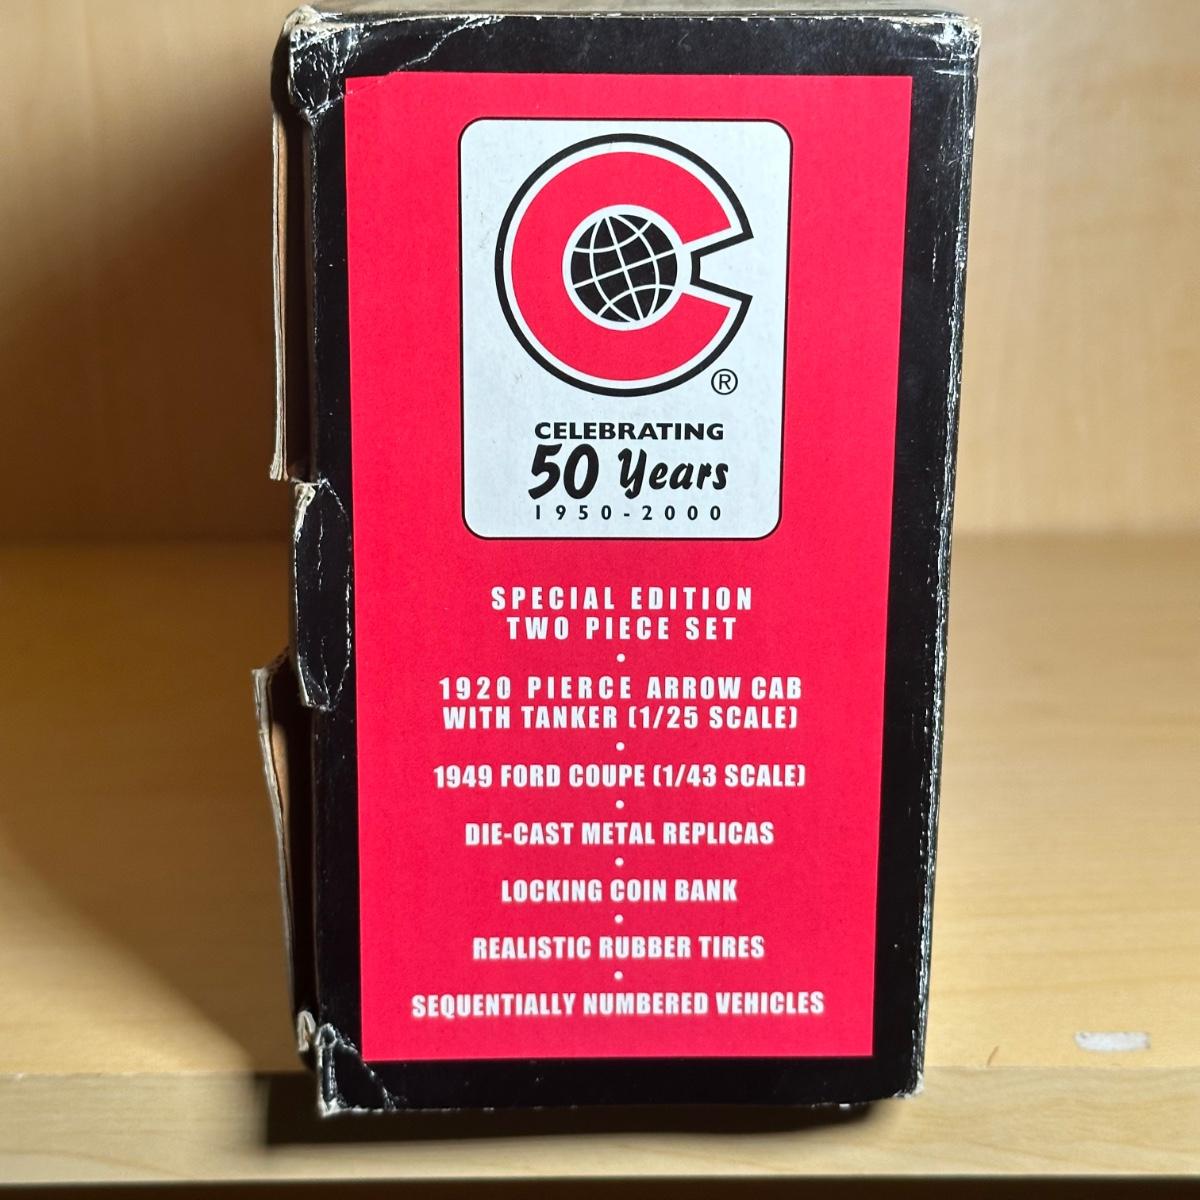 ®
CELEBRATING
50 Years
1950-2000
SPECIAL EDITION
TWO PIECE SET
•
1920 PIERCE ARROW CAB
WITH TANKER (1/25 SCALE)
•
1949 FORD COUPE (1/43 SCALE)
•
DIE-CAST METAL REPLICAS
•
LOCKING COIN BANK
•
REALISTIC RUBBER TIRES
•
SEQUENTIALLY NUMBERED VEHICLES